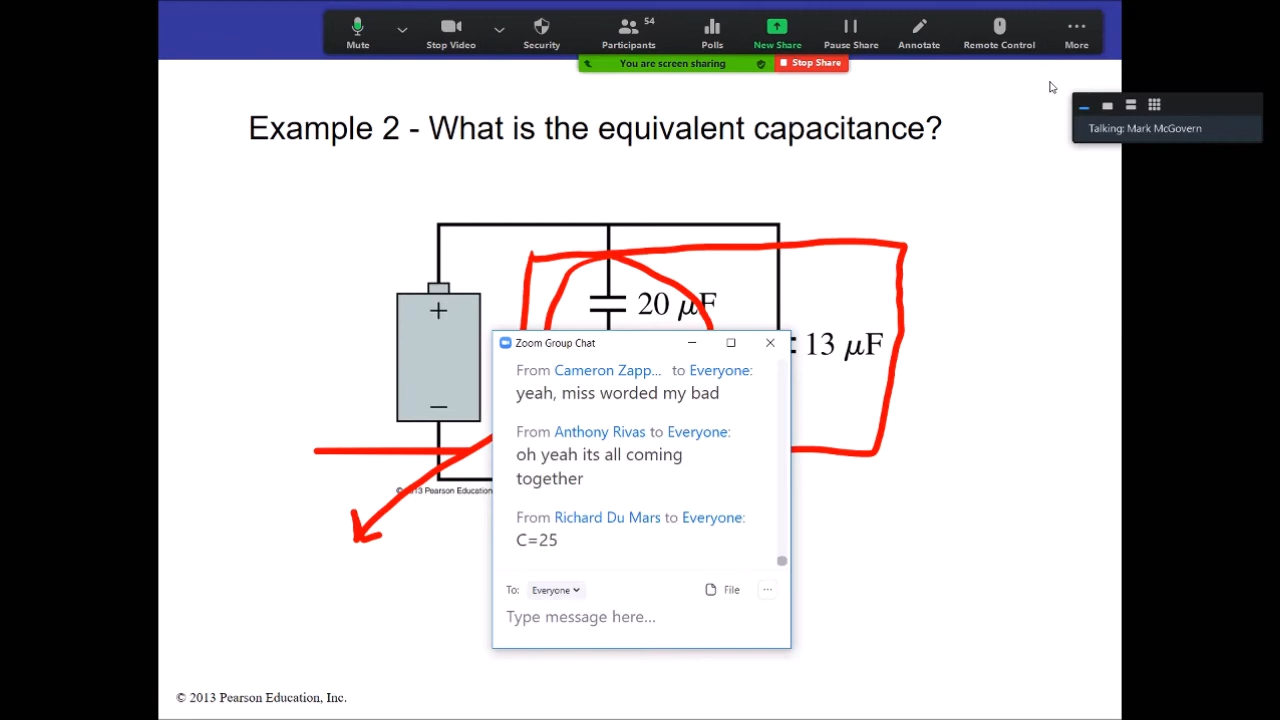 54
Mute
Stop Video
Security
Participants
Polls
New Share
Pause Share
Annotate
Remote Control
More
You are screen sharing
Stop Share
Talking: Mark McGovern
Example 2 - What is the equivalent capacitance?
+
20 μF
13 μF
−
© 2013 Pearson Education
Zoom Group Chat
From Cameron Zapp... to Everyone:
yeah, miss worded my bad
From Anthony Rivas to Everyone:
oh yeah its all coming
together
From Richard Du Mars to Everyone:
C=25
To: Everyone File ...
Type message here...
© 2013 Pearson Education, Inc.